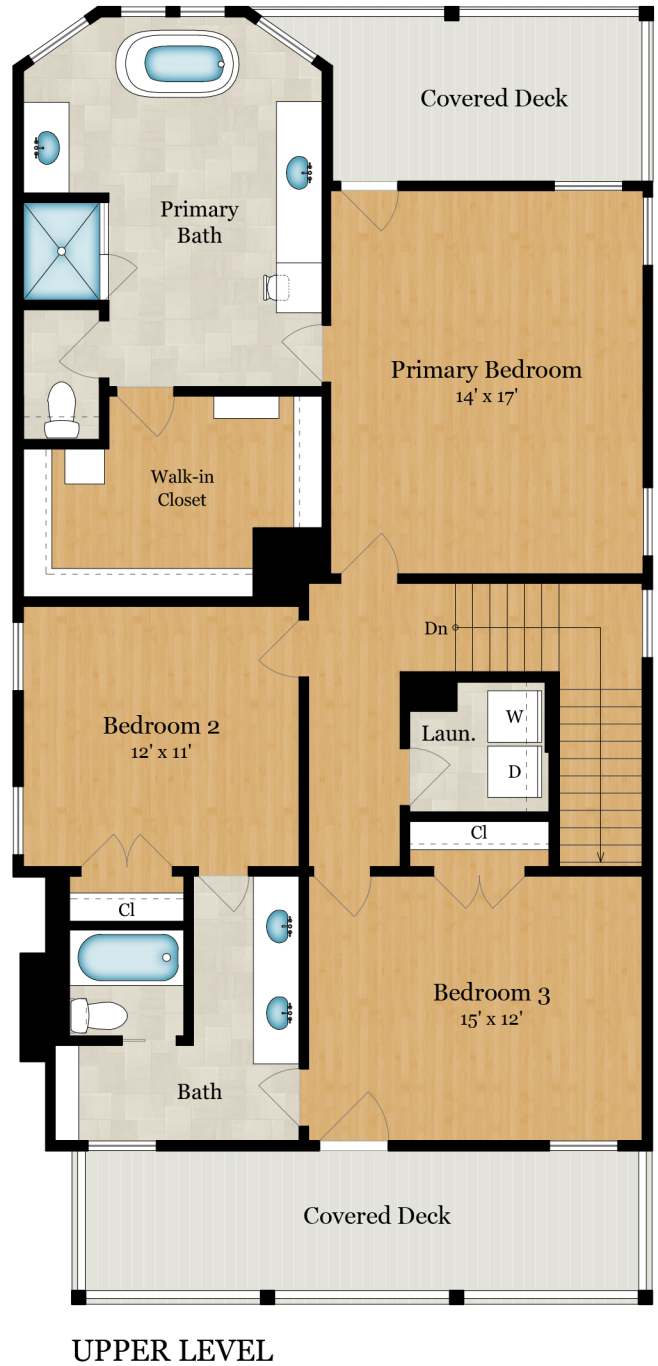 Covered Deck
Primary
Bath
Primary Bedroom
14' x 17'
Walk-in
Closet
Dn
Bedroom 2
12' x 11'
Laun.
W
D
Cl
Cl
Bedroom 3
15' x 12'
Bath
Covered Deck
UPPER LEVEL